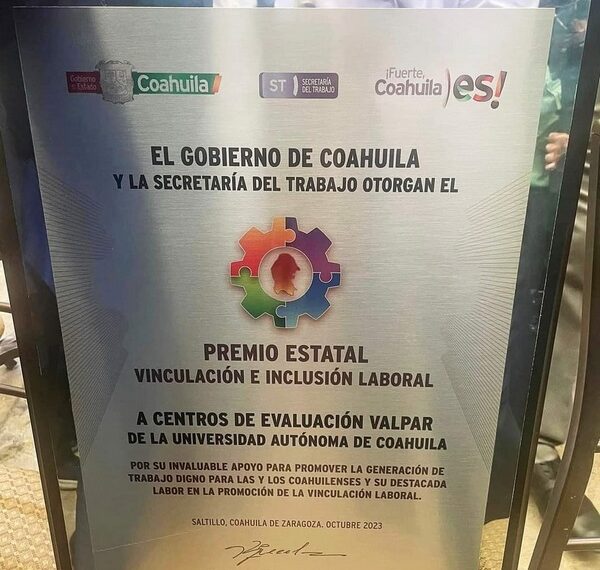 Gobierno
de Estado
Coahuila
ST
SECRETARÍA
DEL TRABAJO
¡Fuerte,
Coahuila
es!
EL GOBIERNO DE COAHUILA
Y LA SECRETARÍA DEL TRABAJO OTORGAN EL
PREMIO ESTATAL
VINCULACIÓN E INCLUSIÓN LABORAL
A CENTROS DE EVALUACIÓN VALPAR
DE LA UNIVERSIDAD AUTÓNOMA DE COAHUILA
POR SU INVALUABLE APOYO PARA PROMOVER LA GENERACIÓN DE
TRABAJO DIGNO PARA LAS Y LOS COAHUILENSES Y SU DESTACADA
LABOR EN LA PROMOCIÓN DE LA VINCULACIÓN LABORAL.
SALTILLO, COAHUILA DE ZARAGOZA. OCTUBRE 2023